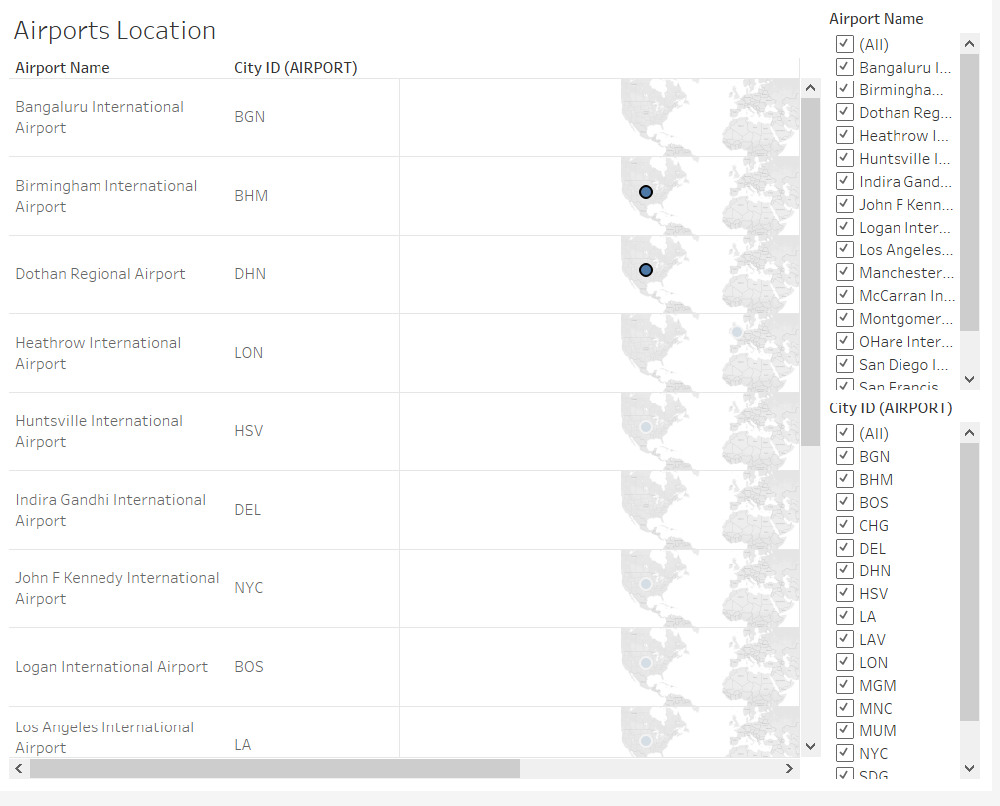 Airports Location
Airport Name
City ID (AIRPORT)
Bangaluru International
Airport
BGN
Birmingham International
Airport
BHM
Dothan Regional Airport
DHN
Heathrow International
Airport
LON
Huntsville International
Airport
HSV
Indira Gandhi International
Airport
DEL
John F Kennedy International
Airport
NYC
Logan International Airport
BOS
Los Angeles International
Airport
LA
Airport Name
(All)
Bangaluru I...
Birmingha...
Dothan Reg...
Heathrow I...
Huntsville I...
Indira Gand...
John F Kenn...
Logan Inter...
Los Angeles...
Manchester...
McCarran In...
Montgomer...
OHare Inter...
San Diego I...
San Francis
City ID (AIRPORT)
(All)
BGN
BHM
BOS
CHG
DEL
DHN
HSV
LA
LAV
LON
MGM
MNC
MUM
NYC
SDG